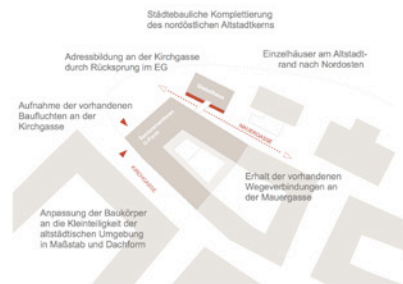 Städtebauliche Komplettierung
des nordöstlichen Altstadtkerns
Adressbildung an der Kirchgasse
durch Rücksprung im EG
Einzelhäuser am Altstadt-
rand nach Nordosten
Aufnahme der vorhandenen
Baufluchten an der
Kirchgasse
MAUERGASSE
Erhalt der vorhandenen
Wegeverbindungen an
der Mauergasse
Anpassung der Baukörper
an die Kleinteiligkeit der
altstädtischen Umgebung
in Maßstab und Dachform